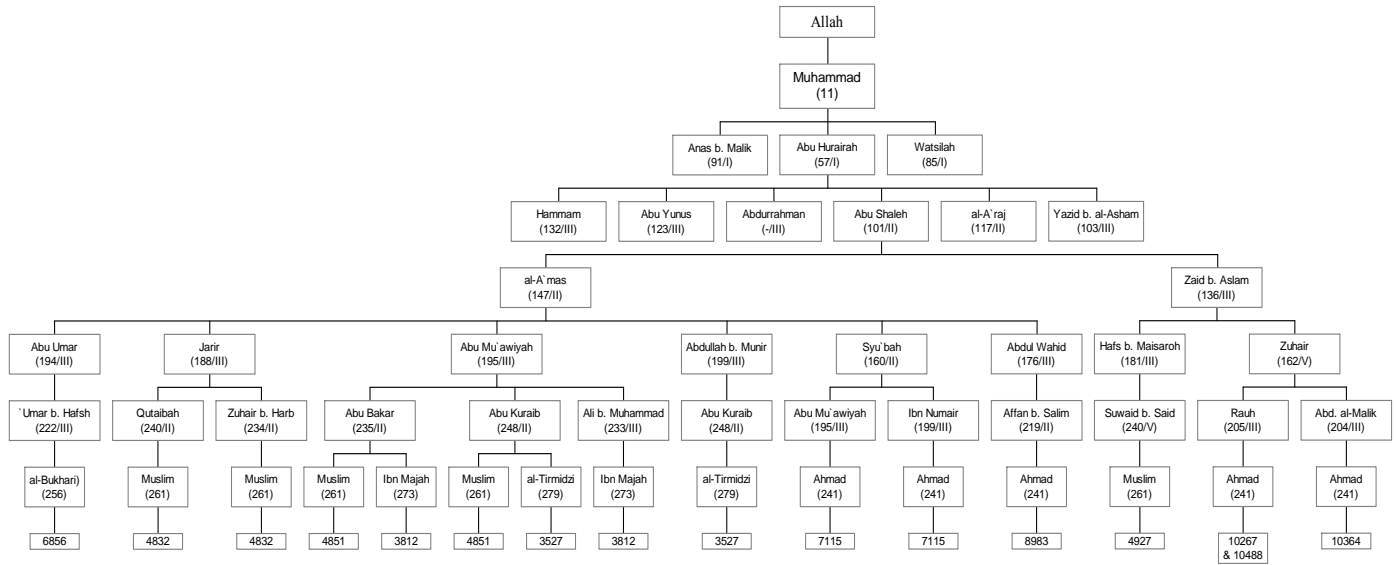 Allah
Muhammad
(11)
Anas b. Malik
(91/I)
Abu Hurairah
(57/I)
Watsilah
(85/I)
Hammam
(132/III)
Abu Yunus
(123/III)
Abdurrahman
(-/III)
Abu Shaleh
(101/II)
al-A`raj
(117/II)
Yazid b. al-Asham
(103/III)
al-A`mas
(147/II)
Zaid b. Aslam
(136/III)
Abu Umar
(194/III)
Jarir
(188/III)
Abu Mu`awiyah
(195/III)
Abdullah b. Munir
(199/III)
Syu`bah
(160/II)
Abdul Wahid
(176/III)
Hafs b. Maisaroh
(181/III)
Zuhair
(162/V)
`Umar b. Hafsh
(222/III)
Qutaibah
(240/II)
Zuhair b. Harb
(234/II)
Abu Bakar
(235/II)
Abu Kuraib
(248/II)
Ali b. Muhammad
(233/III)
Abu Kuraib
(248/II)
Abu Mu`awiyah
(195/III)
Ibn Numair
(199/III)
Affan b. Salim
(219/II)
Suwaid b. Said
(240/V)
Rauh
(205/III)
Abd. al-Malik
(204/III)
al-Bukhari)
(256)
Muslim
(261)
Muslim
(261)
Muslim
(261)
Ibn Majah
(273)
Muslim
(261)
al-Tirmidzi
(279)
Ibn Majah
(273)
al-Tirmidzi
(279)
Ahmad
(241)
Ahmad
(241)
Ahmad
(241)
Muslim
(261)
Ahmad
(241)
Ahmad
(241)
6856
4832
4832
4851
3812
4851
3527
3812
3527
7115
7115
8983
4927
10267
& 10488
10364